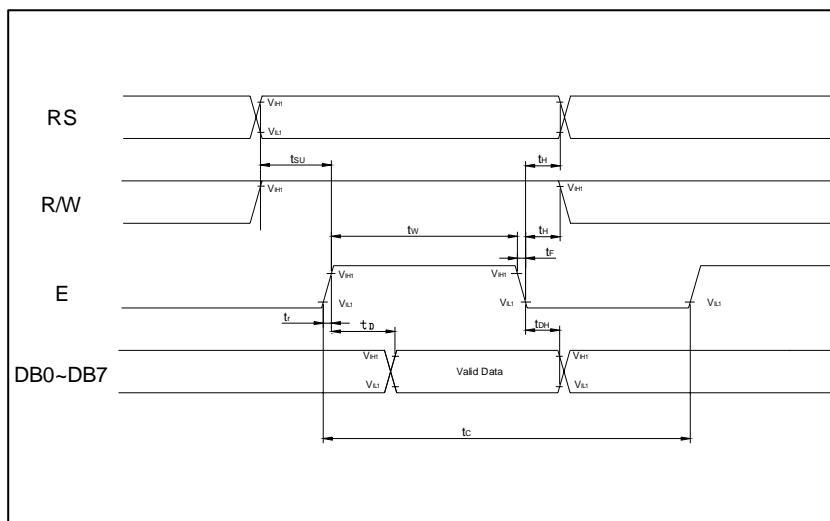 RS
VIH1
VIL1
tSU
tH
R/W
VIH1
VIH1
tW
tH
tF
E
VIH1
VIH1
VIL1
VIL1
VIL1
tr
tD
tDH
DB0~DB7
VIH1
VIL1
Valid Data
VIH1
VIL1
tC